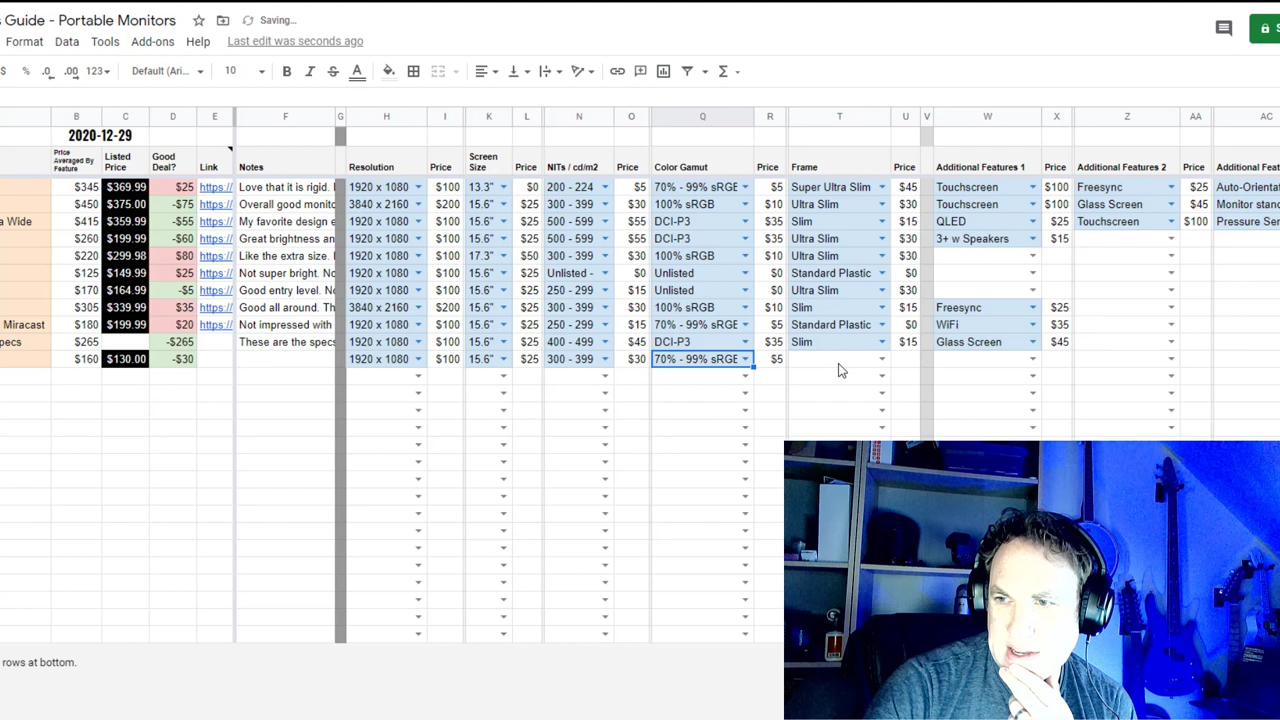 s Guide - Portable Monitors Saving...
Format Data Tools Add-ons Help Last edit was seconds ago
$ % .0 .00 123 Default (Ari... 10 B I S A
B C D E F G H I K L N O Q R T U V W X Z AA AC
2020-12-29
Price Averaged By Feature Listed Price Good Deal? Link Notes Resolution Price Screen Size Price NITs / cd/m2 Price Color Gamut Price Frame Price Additional Features 1 Price Additional Features 2 Price Additional Feat
$345 $369.99 $25 https:// Love that it is rigid. 1920 x 1080 $100 13.3" $0 200 - 224 $5 70% - 99% sRGB $5 Super Ultra Slim $45 Touchscreen $100 Freesync $25 Auto-Orientat
$450 $375.00 -$75 https:// Overall good monito 3840 x 2160 $200 15.6" $25 300 - 399 $30 100% sRGB $10 Ultra Slim $30 Touchscreen $100 Glass Screen $45 Monitor stand
a Wide $415 $359.99 -$55 https:// My favorite design e 1920 x 1080 $100 15.6" $25 500 - 599 $55 DCI-P3 $35 Slim $15 QLED $25 Touchscreen $100 Pressure Sen
$260 $199.99 -$60 https:// Great brightness an 1920 x 1080 $100 15.6" $25 500 - 599 $55 DCI-P3 $35 Ultra Slim $30 3+ w Speakers $15
$220 $299.98 $80 https:// Like the extra size. 1920 x 1080 $100 17.3" $50 300 - 399 $30 100% sRGB $10 Ultra Slim $30
$125 $149.99 $25 https:// Not super bright. No 1920 x 1080 $100 15.6" $25 Unlisted - $0 Unlisted $0 Standard Plastic $0
$170 $164.99 -$5 https:// Good entry level. No 1920 x 1080 $100 15.6" $25 250 - 299 $15 Unlisted $0 Ultra Slim $30
$305 $339.99 $35 https:// Good all around. Th 3840 x 2160 $200 15.6" $25 300 - 399 $30 100% sRGB $10 Slim $15 Freesync $25
Miracast $180 $199.99 $20 https:// Not impressed with 1920 x 1080 $100 15.6" $25 250 - 299 $15 70% - 99% sRGB $5 Standard Plastic $0 WiFi $35
pecs $265 -$265 These are the specs 1920 x 1080 $100 15.6" $25 400 - 499 $45 DCI-P3 $35 Slim $15 Glass Screen $45
$160 $130.00 -$30 1920 x 1080 $100 15.6" $25 300 - 399 $30 70% - 99% sRGB $5
rows at bottom.